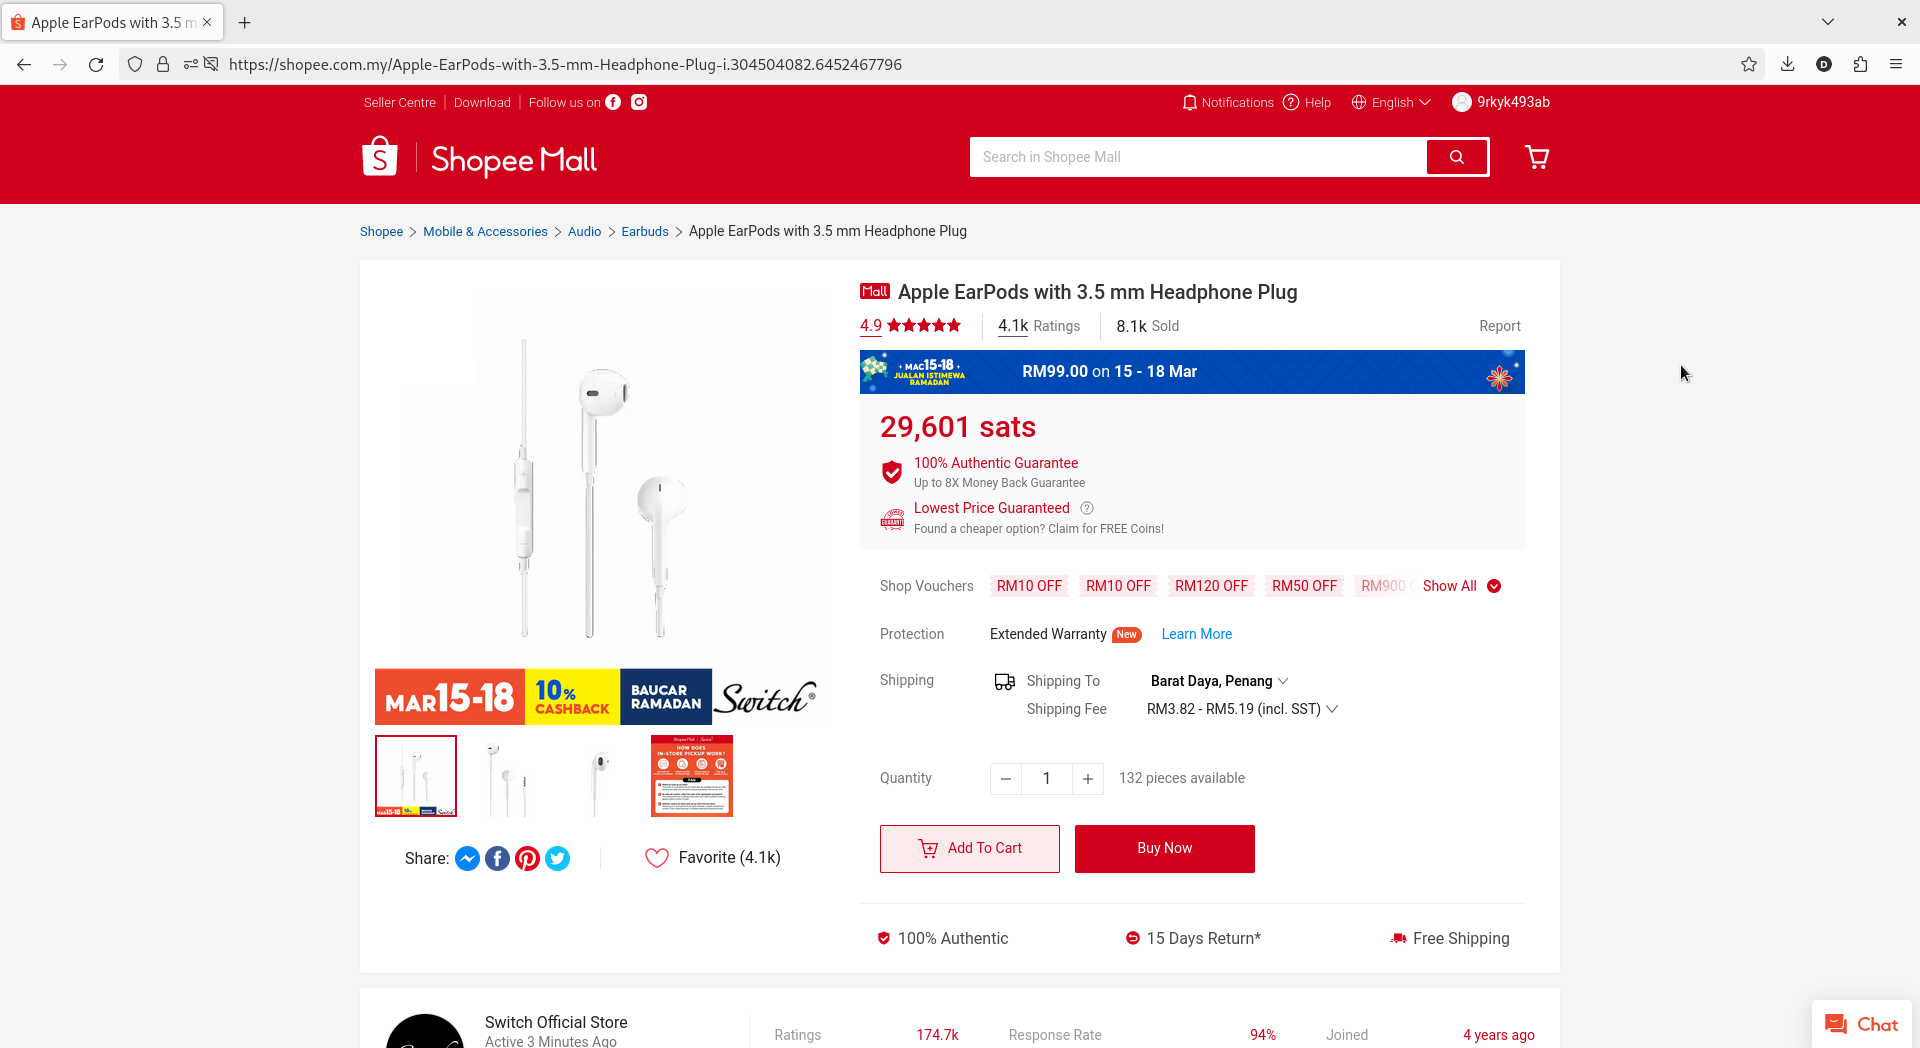 Apple EarPods with 3.5 m
https://shopee.com.my/Apple-EarPods-with-3.5-mm-Headphone-Plug-i.304504082.6452467796
D
Seller Centre
Download
Follow us on
Notifications
Help
English
9rkyk493ab
Shopee Mall
Search in Shopee Mall
Shopee > Mobile & Accessories > Audio > Earbuds > Apple EarPods with 3.5 mm Headphone Plug
Mall Apple EarPods with 3.5 mm Headphone Plug
4.9
4.1k Ratings
8.1k Sold
Report
MAC15-18
JUALAN ISTIMEWA
RAMADAN
RM99.00 on 15 - 18 Mar
29,601 sats
100% Authentic Guarantee
Up to 8X Money Back Guarantee
Lowest Price Guaranteed
Found a cheaper option? Claim for FREE Coins!
Shop Vouchers
RM10 OFF
RM10 OFF
RM120 OFF
RM50 OFF
RM900 O
Show All
Protection
Extended Warranty New
Learn More
Shipping
Shipping To
Barat Daya, Penang
Shipping Fee
RM3.82 - RM5.19 (incl. SST)
Quantity
1
132 pieces available
Add To Cart
Buy Now
100% Authentic
15 Days Return*
Free Shipping
MAR15-18
10%
CASHBACK
BAUCAR
RAMADAN
Switch
HOW DOES
IN-STORE PICKUP WORK?
Share:
Favorite (4.1k)
Switch Official Store
Active 3 Minutes Ago
Ratings
174.7k
Response Rate
94%
Joined
4 years ago
Chat